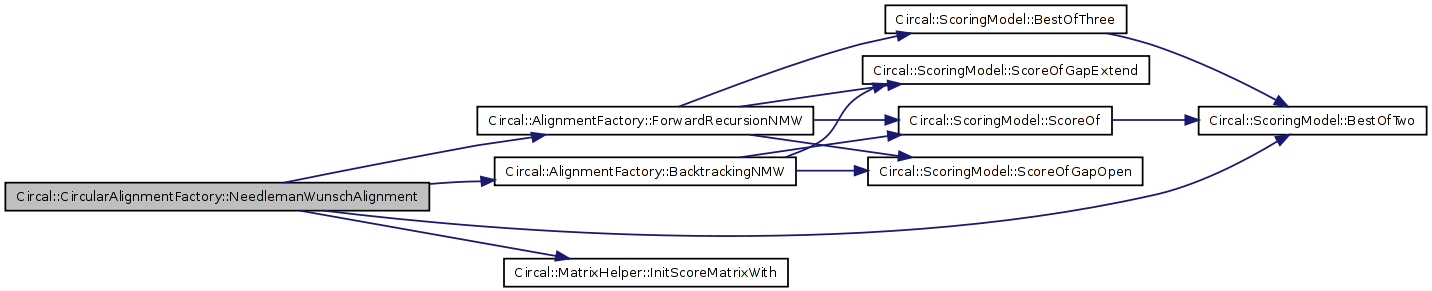 Circal::ScoringModel::BestOfThree
Circal::ScoringModel::ScoreOfGapExtend
Circal::AlignmentFactory::ForwardRecursionNMW
Circal::ScoringModel::ScoreOf
Circal::ScoringModel::BestOfTwo
Circal::AlignmentFactory::BacktrackingNMW
Circal::ScoringModel::ScoreOfGapOpen
Circal::CircularAlignmentFactory::NeedlemanWunschAlignment
Circal::MatrixHelper::InitScoreMatrixWith